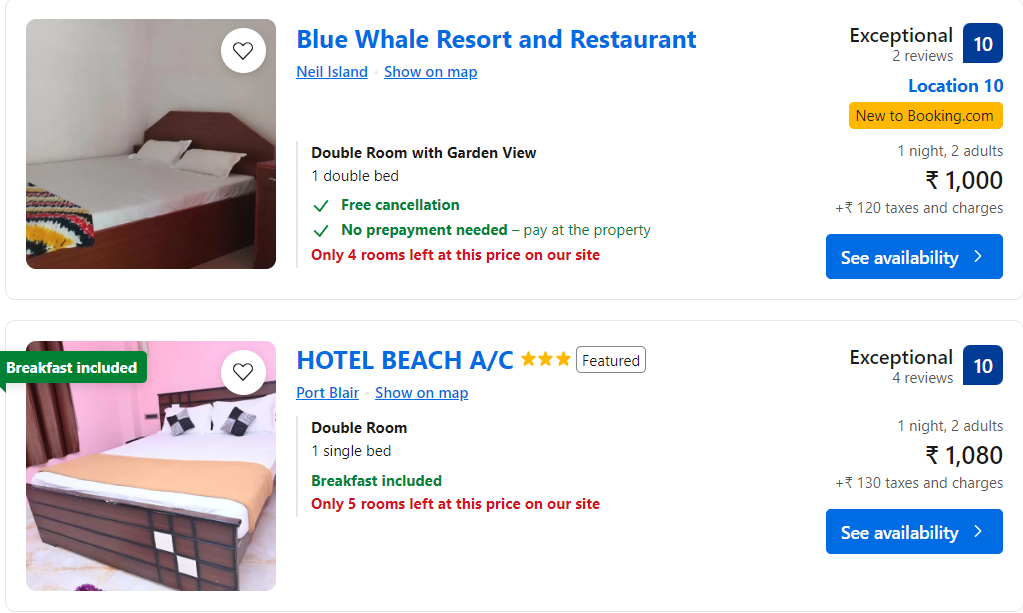 Blue Whale Resort and Restaurant
Neil Island Show on map
Double Room with Garden View
1 double bed
Free cancellation
No prepayment needed – pay at the property
Only 4 rooms left at this price on our site
Exceptional 10
2 reviews
Location 10
New to Booking.com
1 night, 2 adults
₹ 1,000
+₹ 120 taxes and charges
See availability
Breakfast included
HOTEL BEACH A/C Featured
Port Blair Show on map
Double Room
1 single bed
Breakfast included
Only 5 rooms left at this price on our site
Exceptional 10
4 reviews
1 night, 2 adults
₹ 1,080
+₹ 130 taxes and charges
See availability